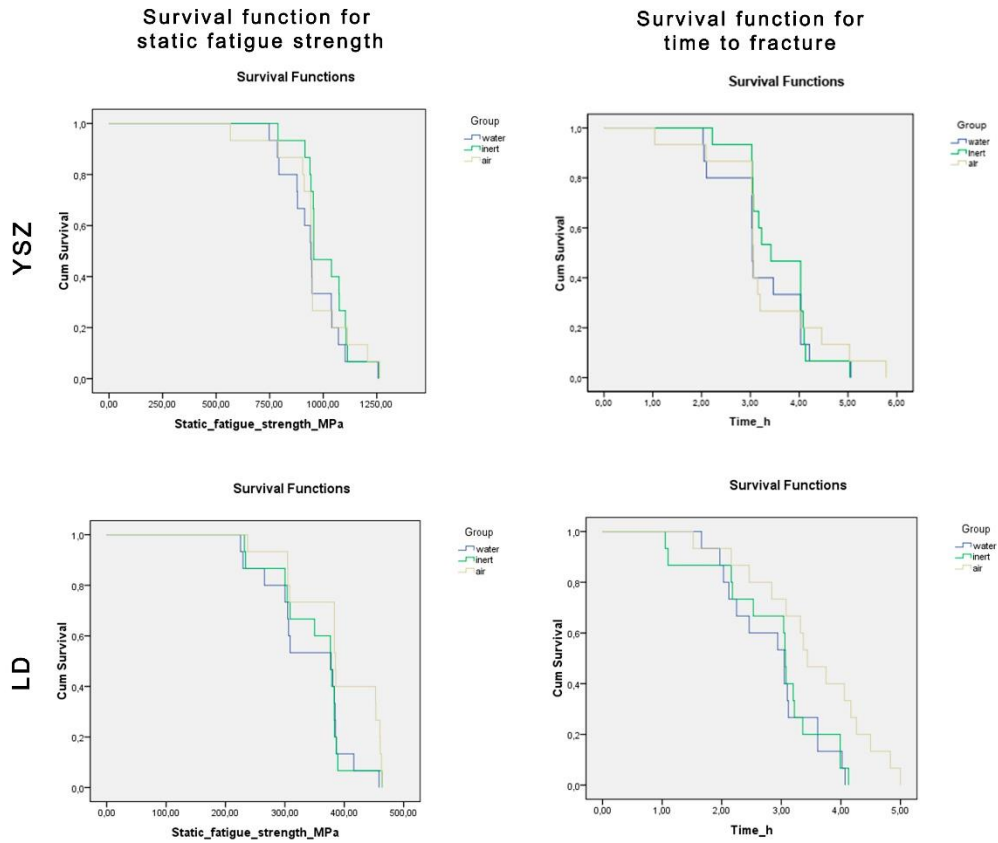 Survival function for
static fatigue strength
Survival function for
time to fracture
YSZ
Survival Functions
Cum Survival
1,0
0,8
0,6
0,4
0,2
0,0
0,00
250,00
500,00
750,00
1000,00
1250,00
Static_fatigue_strength_MPa
Group
water
inert
air
Survival Functions
Cum Survival
1,0
0,8
0,6
0,4
0,2
0,0
0,00
1,00
2,00
3,00
4,00
5,00
6,00
Time_h
Group
water
inert
air
LD
Survival Functions
Cum Survival
1,0
0,8
0,6
0,4
0,2
0,0
0,00
100,00
200,00
300,00
400,00
500,00
Static_fatigue_strength_MPa
Group
water
inert
air
Survival Functions
Cum Survival
1,0
0,8
0,6
0,4
0,2
0,0
0,00
1,00
2,00
3,00
4,00
5,00
Time_h
Group
water
inert
air